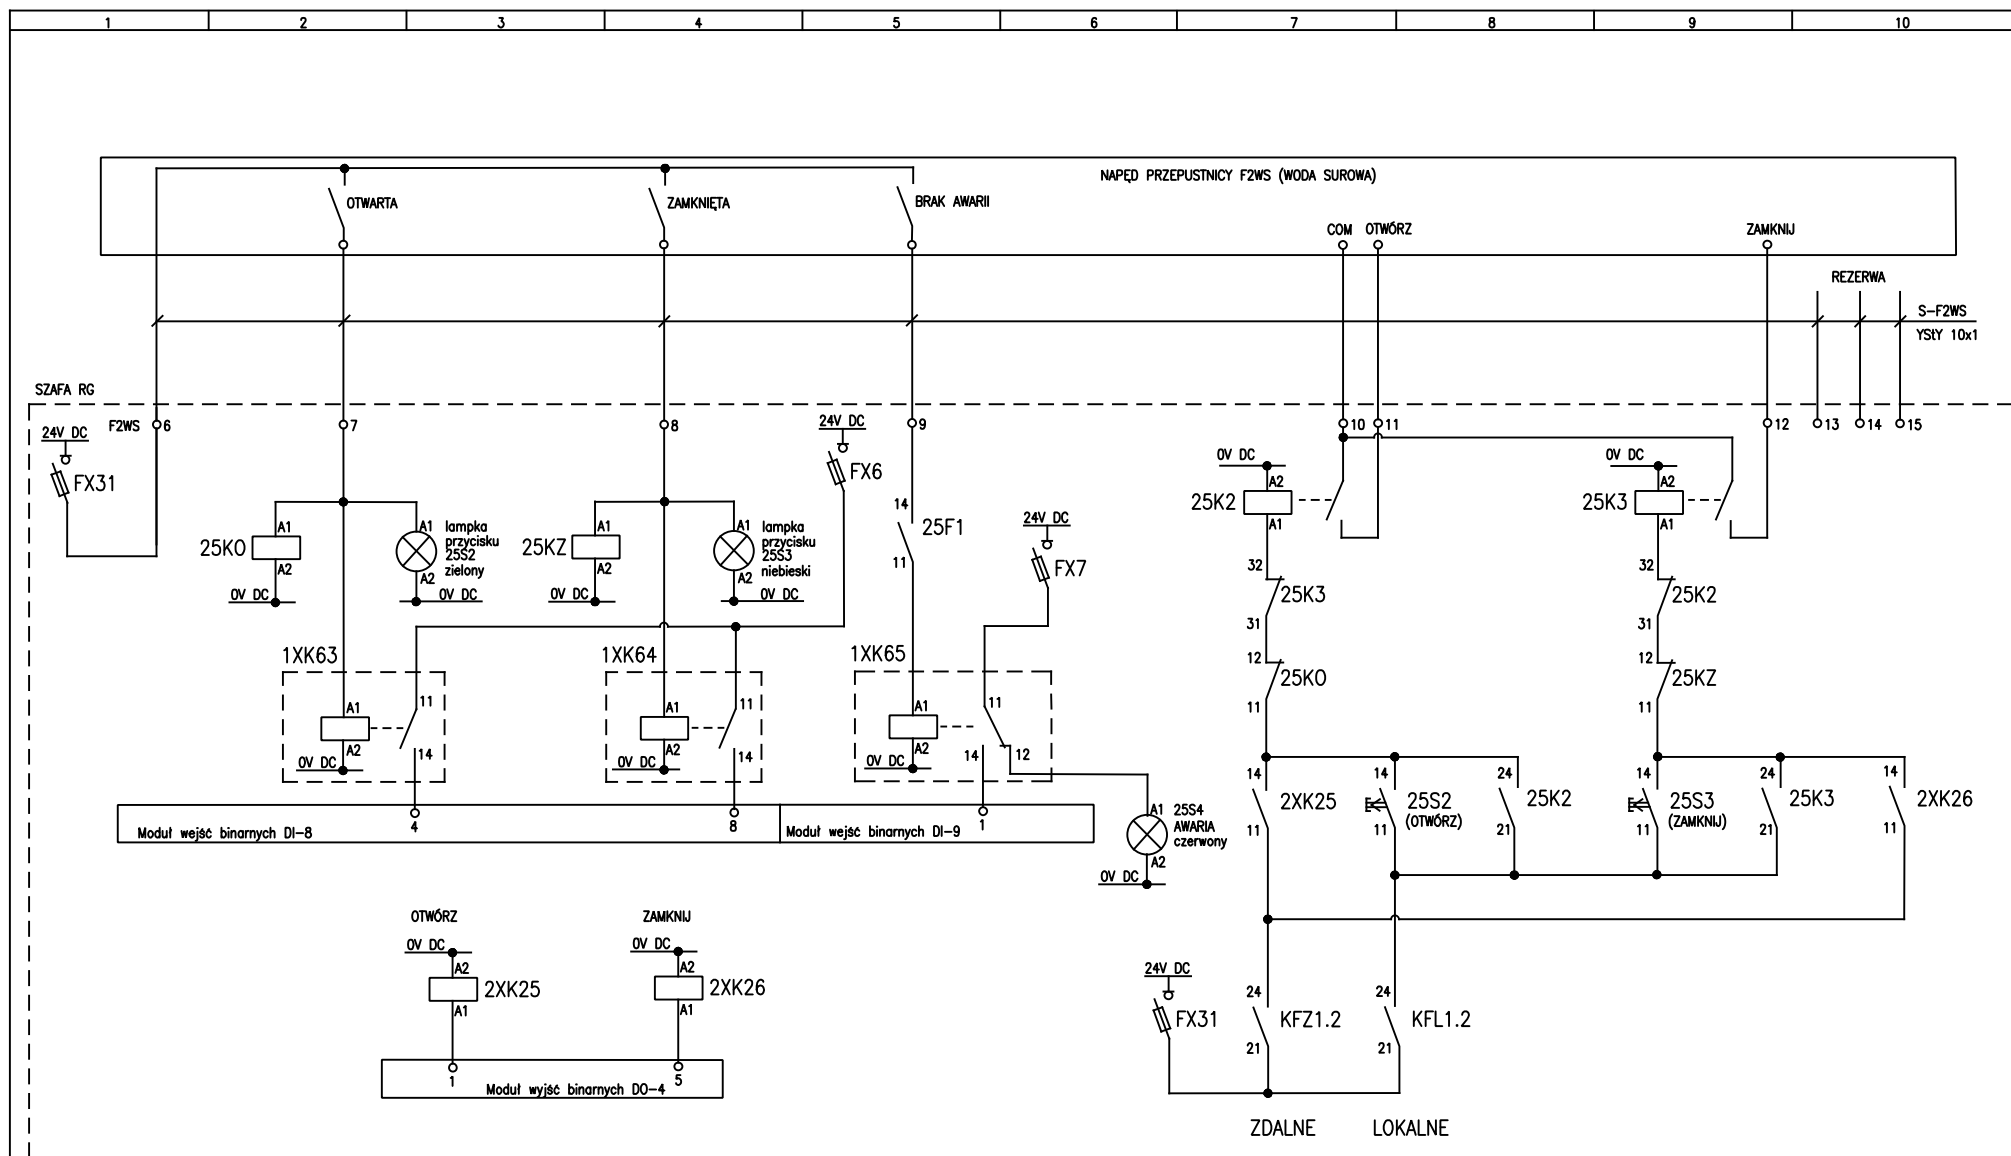 1 2 3 4 5 6 7 8 9 10
NAPĘD PRZEPUSTNICY F2WS (WODA SUROWA)
OTWARTA
ZAMKNIĘTA
BRAK AWARII
COM OTWÓRZ
ZAMKNIJ
REZERWA
S-F2WS
YStY 10x1
SZAFA RG
F2WS 6 7 8 9 10 11 12 13 14 15
24V DC
FX31
24V DC
FX6
0V DC
A2
25K2
A1
0V DC
A2
25K3
A1
25K0
A1
A2
0V DC
A1
A2
0V DC
lampka
przycisku
25S2
zielony
25KZ
A1
A2
0V DC
A1
A2
0V DC
lampka
przycisku
25S3
niebieski
14
25F1
11
24V DC
FX7
32
25K3
31
12
25K0
11
32
25K2
31
12
25KZ
11
1XK63
A1
A2
0V DC
11
14
1XK64
A1
A2
0V DC
11
14
1XK65
A1
A2
0V DC
11
14
12
Moduł wejść binarnych DI-8
4
8
Moduł wejść binarnych DI-9
1
A1
A2
0V DC
25S4
AWARIA
czerwony
14
2XK25
11
14
25S2
(OTWÓRZ)
11
24
25K2
21
14
25S3
(ZAMKNIJ)
11
24
25K3
21
14
2XK26
11
OTWÓRZ
0V DC
A2
2XK25
A1
ZAMKNIJ
0V DC
A2
2XK26
A1
1
5
Moduł wyjść binarnych DO-4
24V DC
FX31
24
KFZ1.2
21
24
KFL1.2
21
ZDALNE
LOKALNE